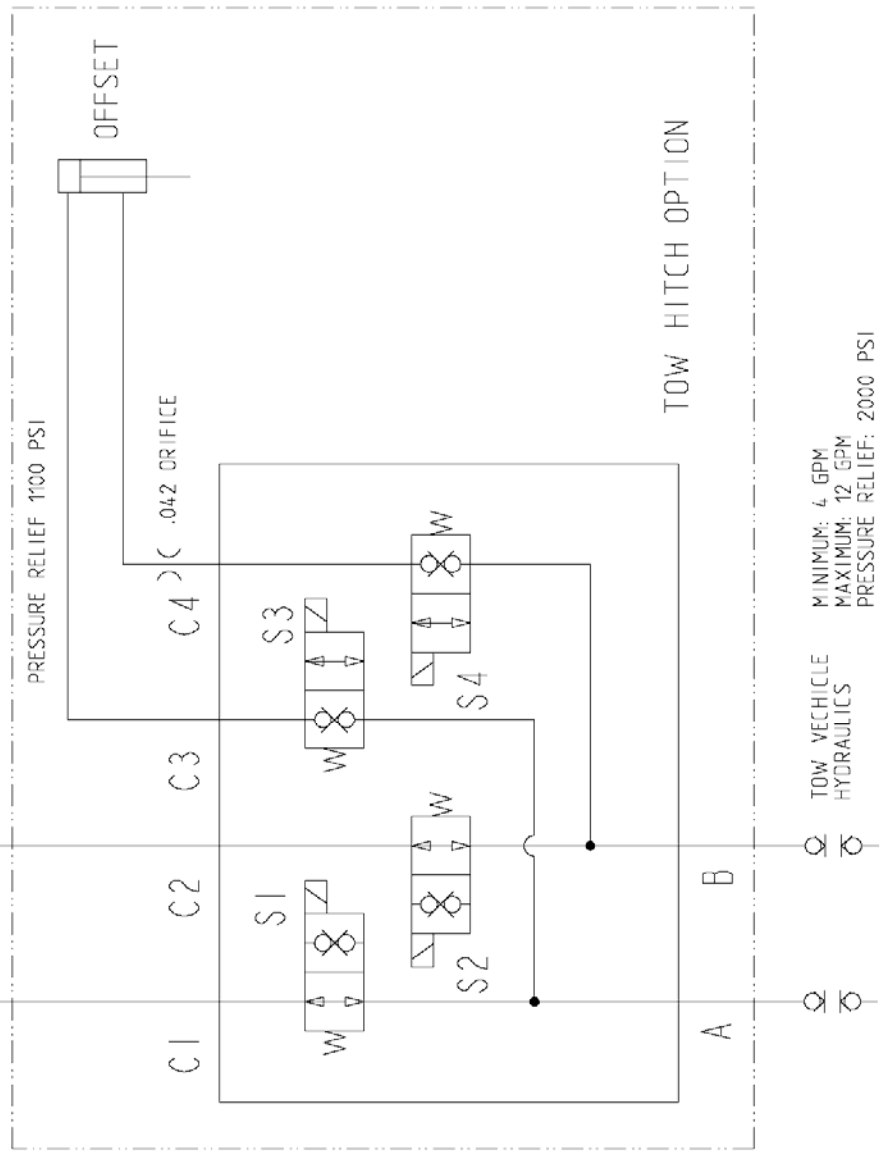 PRESSURE RELIEF 1100 PSI
OFFSET
.042 ORIFICE
C1
C2
C3
C4
S1
S2
S3
S4
A
B
TOW HITCH OPTION
TOW VECHICLE
HYDRAULICS
MINIMUM: 4 GPM
MAXIMUM: 12 GPM
PRESSURE RELIEF: 2000 PSI